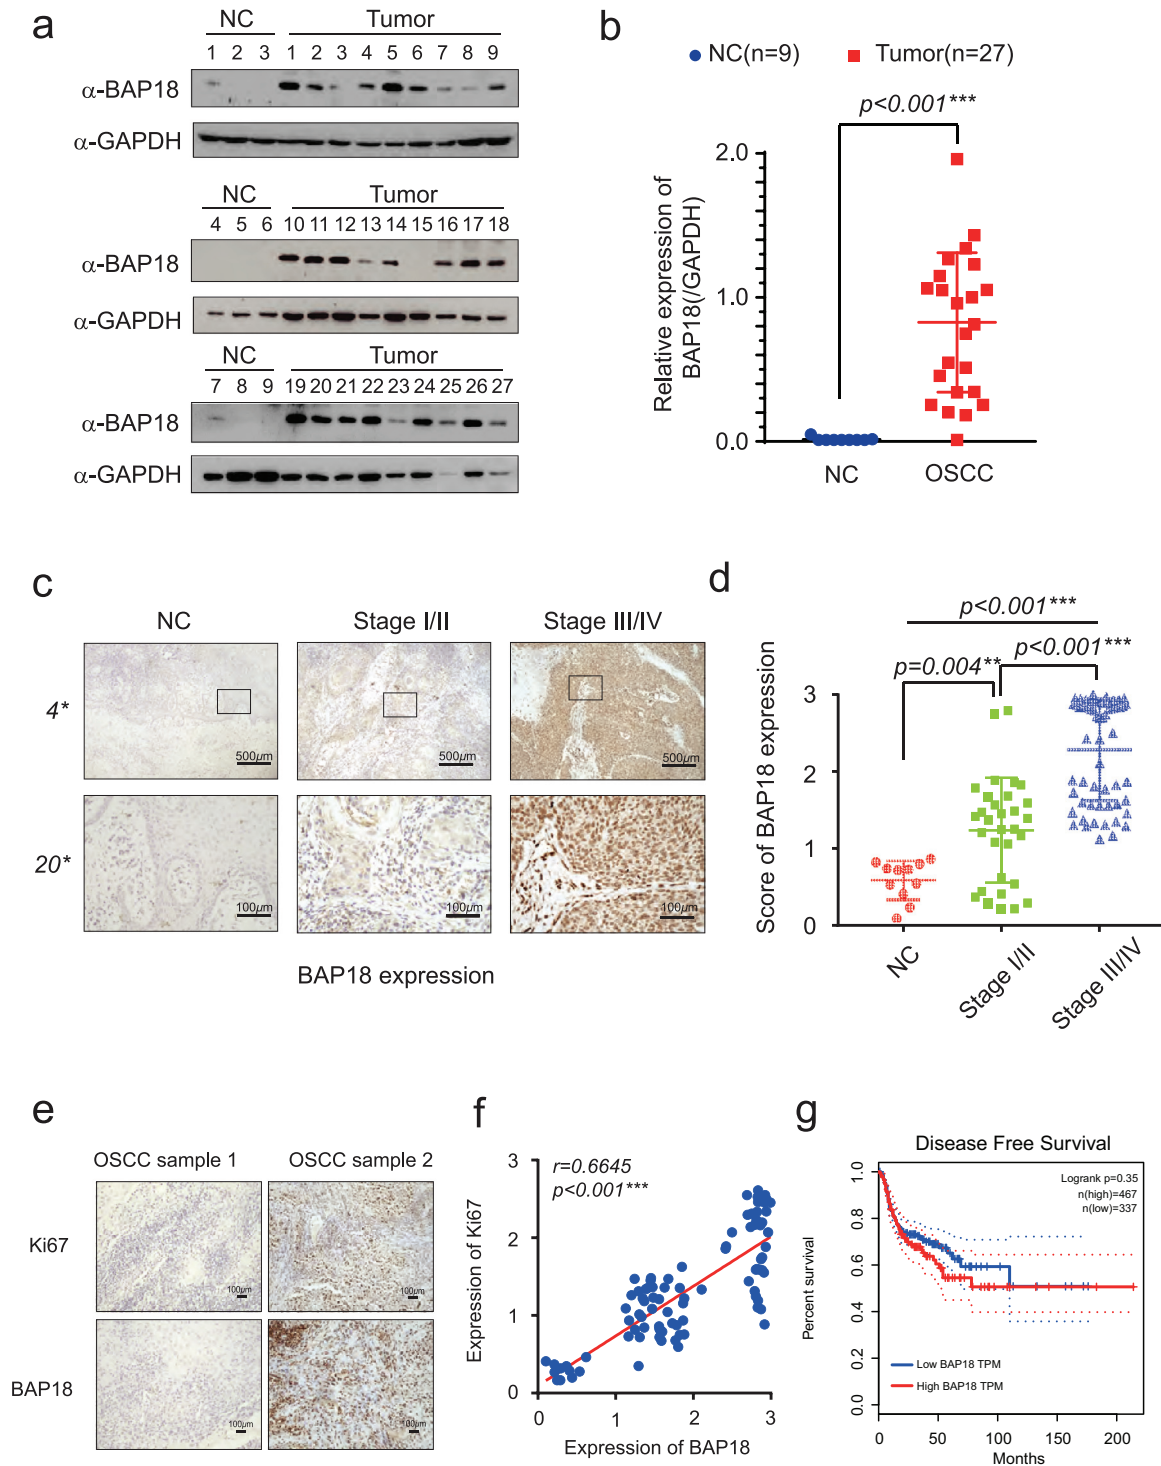 a
NC Tumor
1 2 3 1 2 3 4 5 6 7 8 9
α-BAP18
α-GAPDH
NC Tumor
4 5 6 10 11 12 13 14 15 16 17 18
α-BAP18
α-GAPDH
NC Tumor
7 8 9 19 20 21 22 23 24 25 26 27
α-BAP18
α-GAPDH
b
NC(n=9) Tumor(n=27)
p<0.001***
Relative expression of
BAP18(/GAPDH)
2.0
1.0
0.0
NC OSCC
c
NC Stage I/II Stage III/IV
4*
500μm 500μm 500μm
20*
100μm 100μm 100μm
BAP18 expression
d
p<0.001***
p<0.001***
p=0.004**
Score of BAP18 expression
3
2
1
0
NC
Stage I/II
Stage III/IV
e
OSCC sample 1 OSCC sample 2
Ki67
100μm 100μm
BAP18
100μm 100μm
f
r=0.6645
p<0.001***
Expression of Ki67
3
2
1
0
0 1 2 3
Expression of BAP18
g
Disease Free Survival
Logrank p=0.35
n(high)=467
n(low)=337
Percent survival
1.0
0.8
0.6
0.4
0.2
0.0
Low BAP18 TPM
High BAP18 TPM
0 50 100 150 200
Months